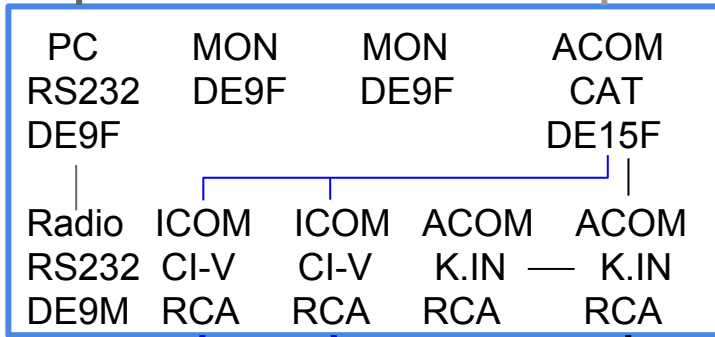 PC MON MON ACOM
RS232 DE9F DE9F CAT
DE9F DE15F
Radio ICOM ICOM ACOM ACOM
RS232 CI-V CI-V K.IN K.IN
DE9M RCA RCA RCA RCA